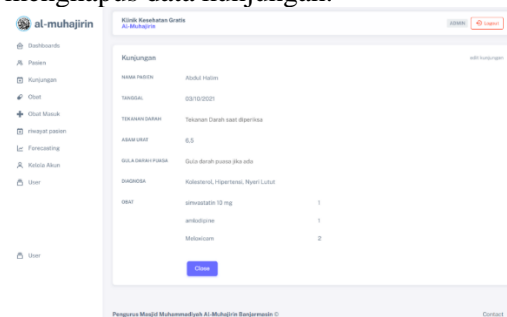 mengnapus data kunjungan.
al-muhajirin
Klinik Kesehatan Gratis
Al-Muhajirin
ADMIN
Logout
Dashboards
Pasien
Kunjungan
Obat
Obat Masuk
Riwayat pasien
Forecasting
Kelola Akun
User
User
Kunjungan
edit kunjungan
NAMA PASIEN
Abdul Halim
TANGGAL
03/10/2021
TEKANAN DARAH
Tekanan Darah saat diperiksa
ASAM URAT
6.5
GULA DARAH PUASA
Gula darah puasa jika ada
DIAGNOSA
Kolesterol, Hipertensi, Nyeri Lutut
OBAT
simvastatin 10 mg 1
amlodipine 1
Meloxicam 2
Close
Pengurus Masjid Muhammadiyah Al-Muhajirin Banjarmasin ©
Contact